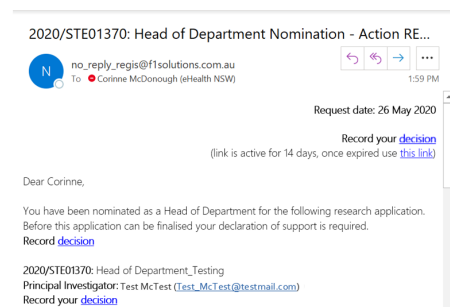 2020/STE01370: Head of Department Nomination - Action RE...
N
no_reply_regis@f1solutions.com.au
To Corinne McDonough (eHealth NSW)
1:59 PM
Request date: 26 May 2020
Record your decision
(link is active for 14 days, once expired use this link)
Dear Corinne,
You have been nominated as a Head of Department for the following research application.
Before this application can be finalised your declaration of support is required.
Record decision
2020/STE01370: Head of Department_Testing
Principal Investigator: Test McTest (Test_McTest@testmail.com)
Record your decision